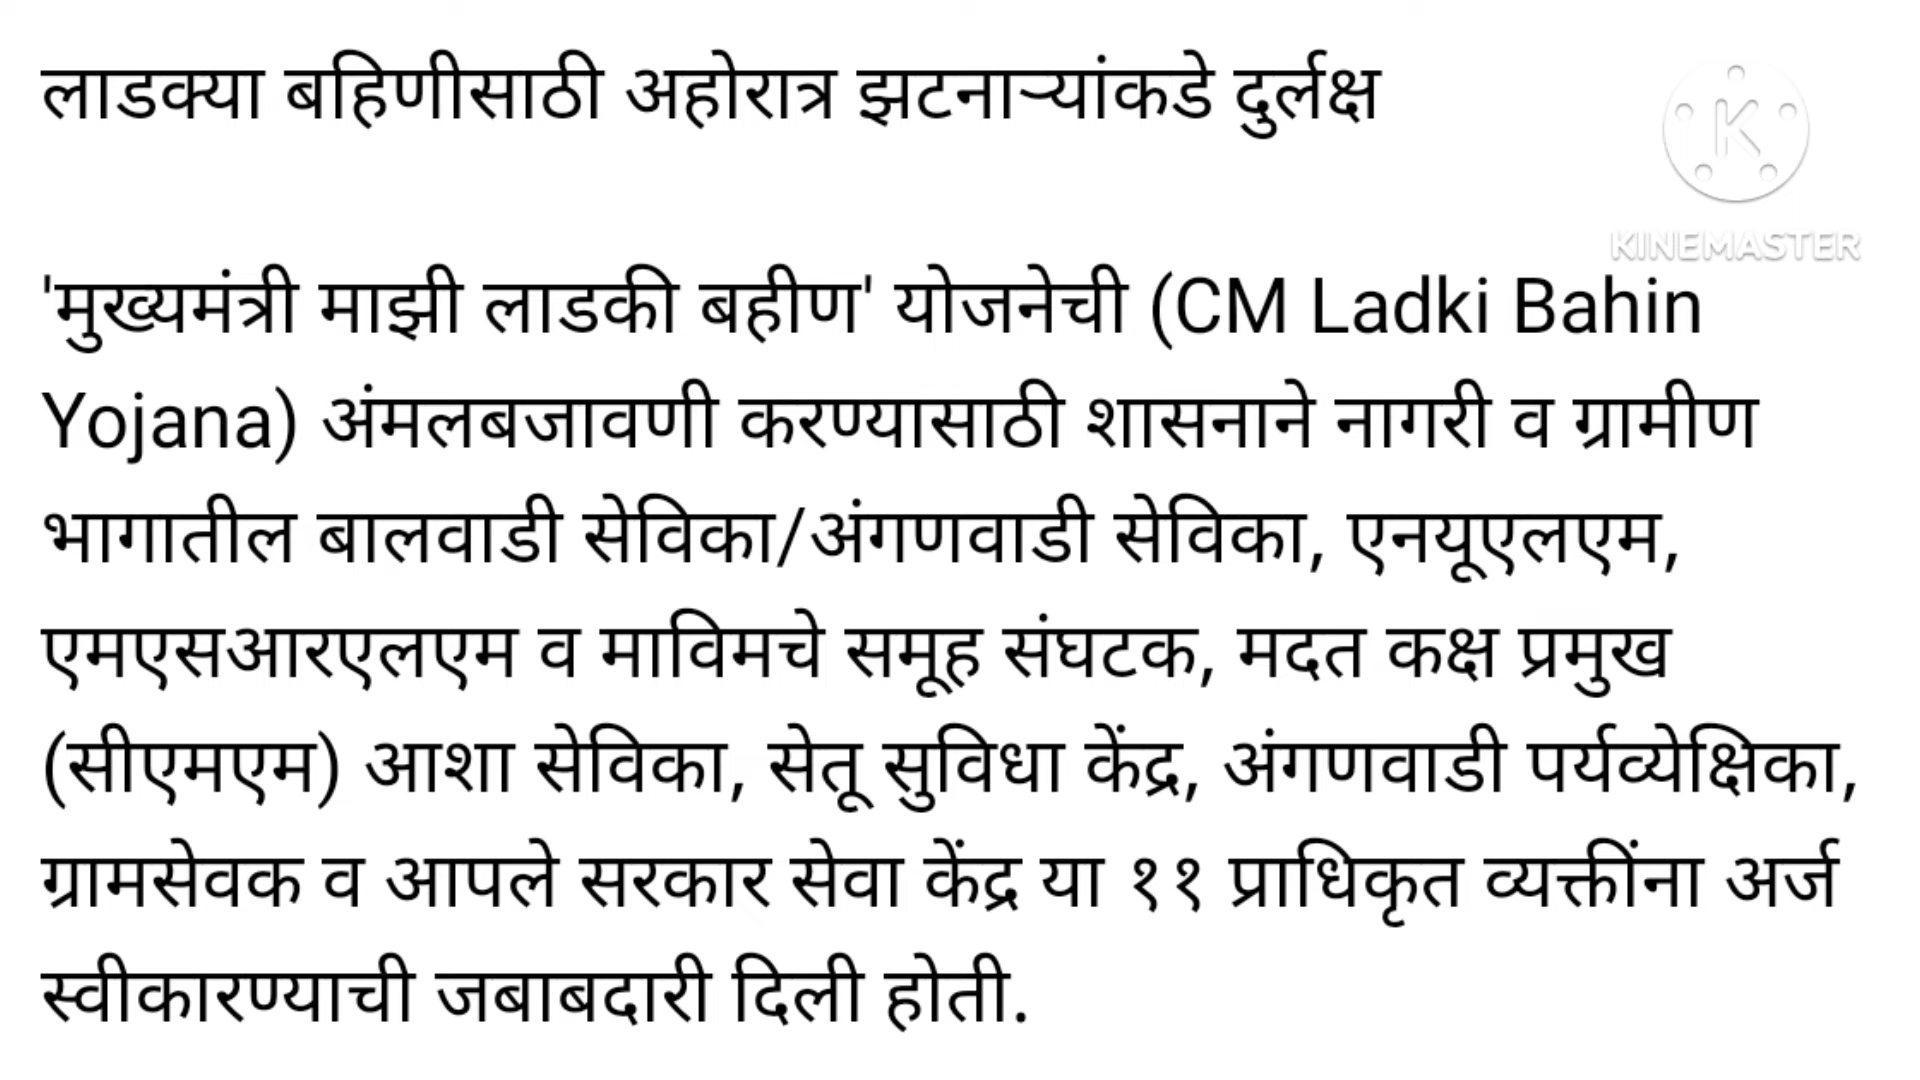 लाडक्या बहिणीसाठी अहोरात्र झटनाऱ्यांकडे दुर्लक्ष
KINEMASTER
'मुख्यमंत्री माझी लाडकी बहीण' योजनेची (CM Ladki Bahin
Yojana) अंमलबजावणी करण्यासाठी शासनाने नागरी व ग्रामीण
भागातील बालवाडी सेविका/अंगणवाडी सेविका, एनयूएलएम,
एमएसआरएलएम व माविमचे समूह संघटक, मदत कक्ष प्रमुख
(सीएमएम) आशा सेविका, सेतू सुविधा केंद्र, अंगणवाडी पर्यव्येक्षिका,
ग्रामसेवक व आपले सरकार सेवा केंद्र या ११ प्राधिकृत व्यक्तींना अर्ज
स्वीकारण्याची जबाबदारी दिली होती.